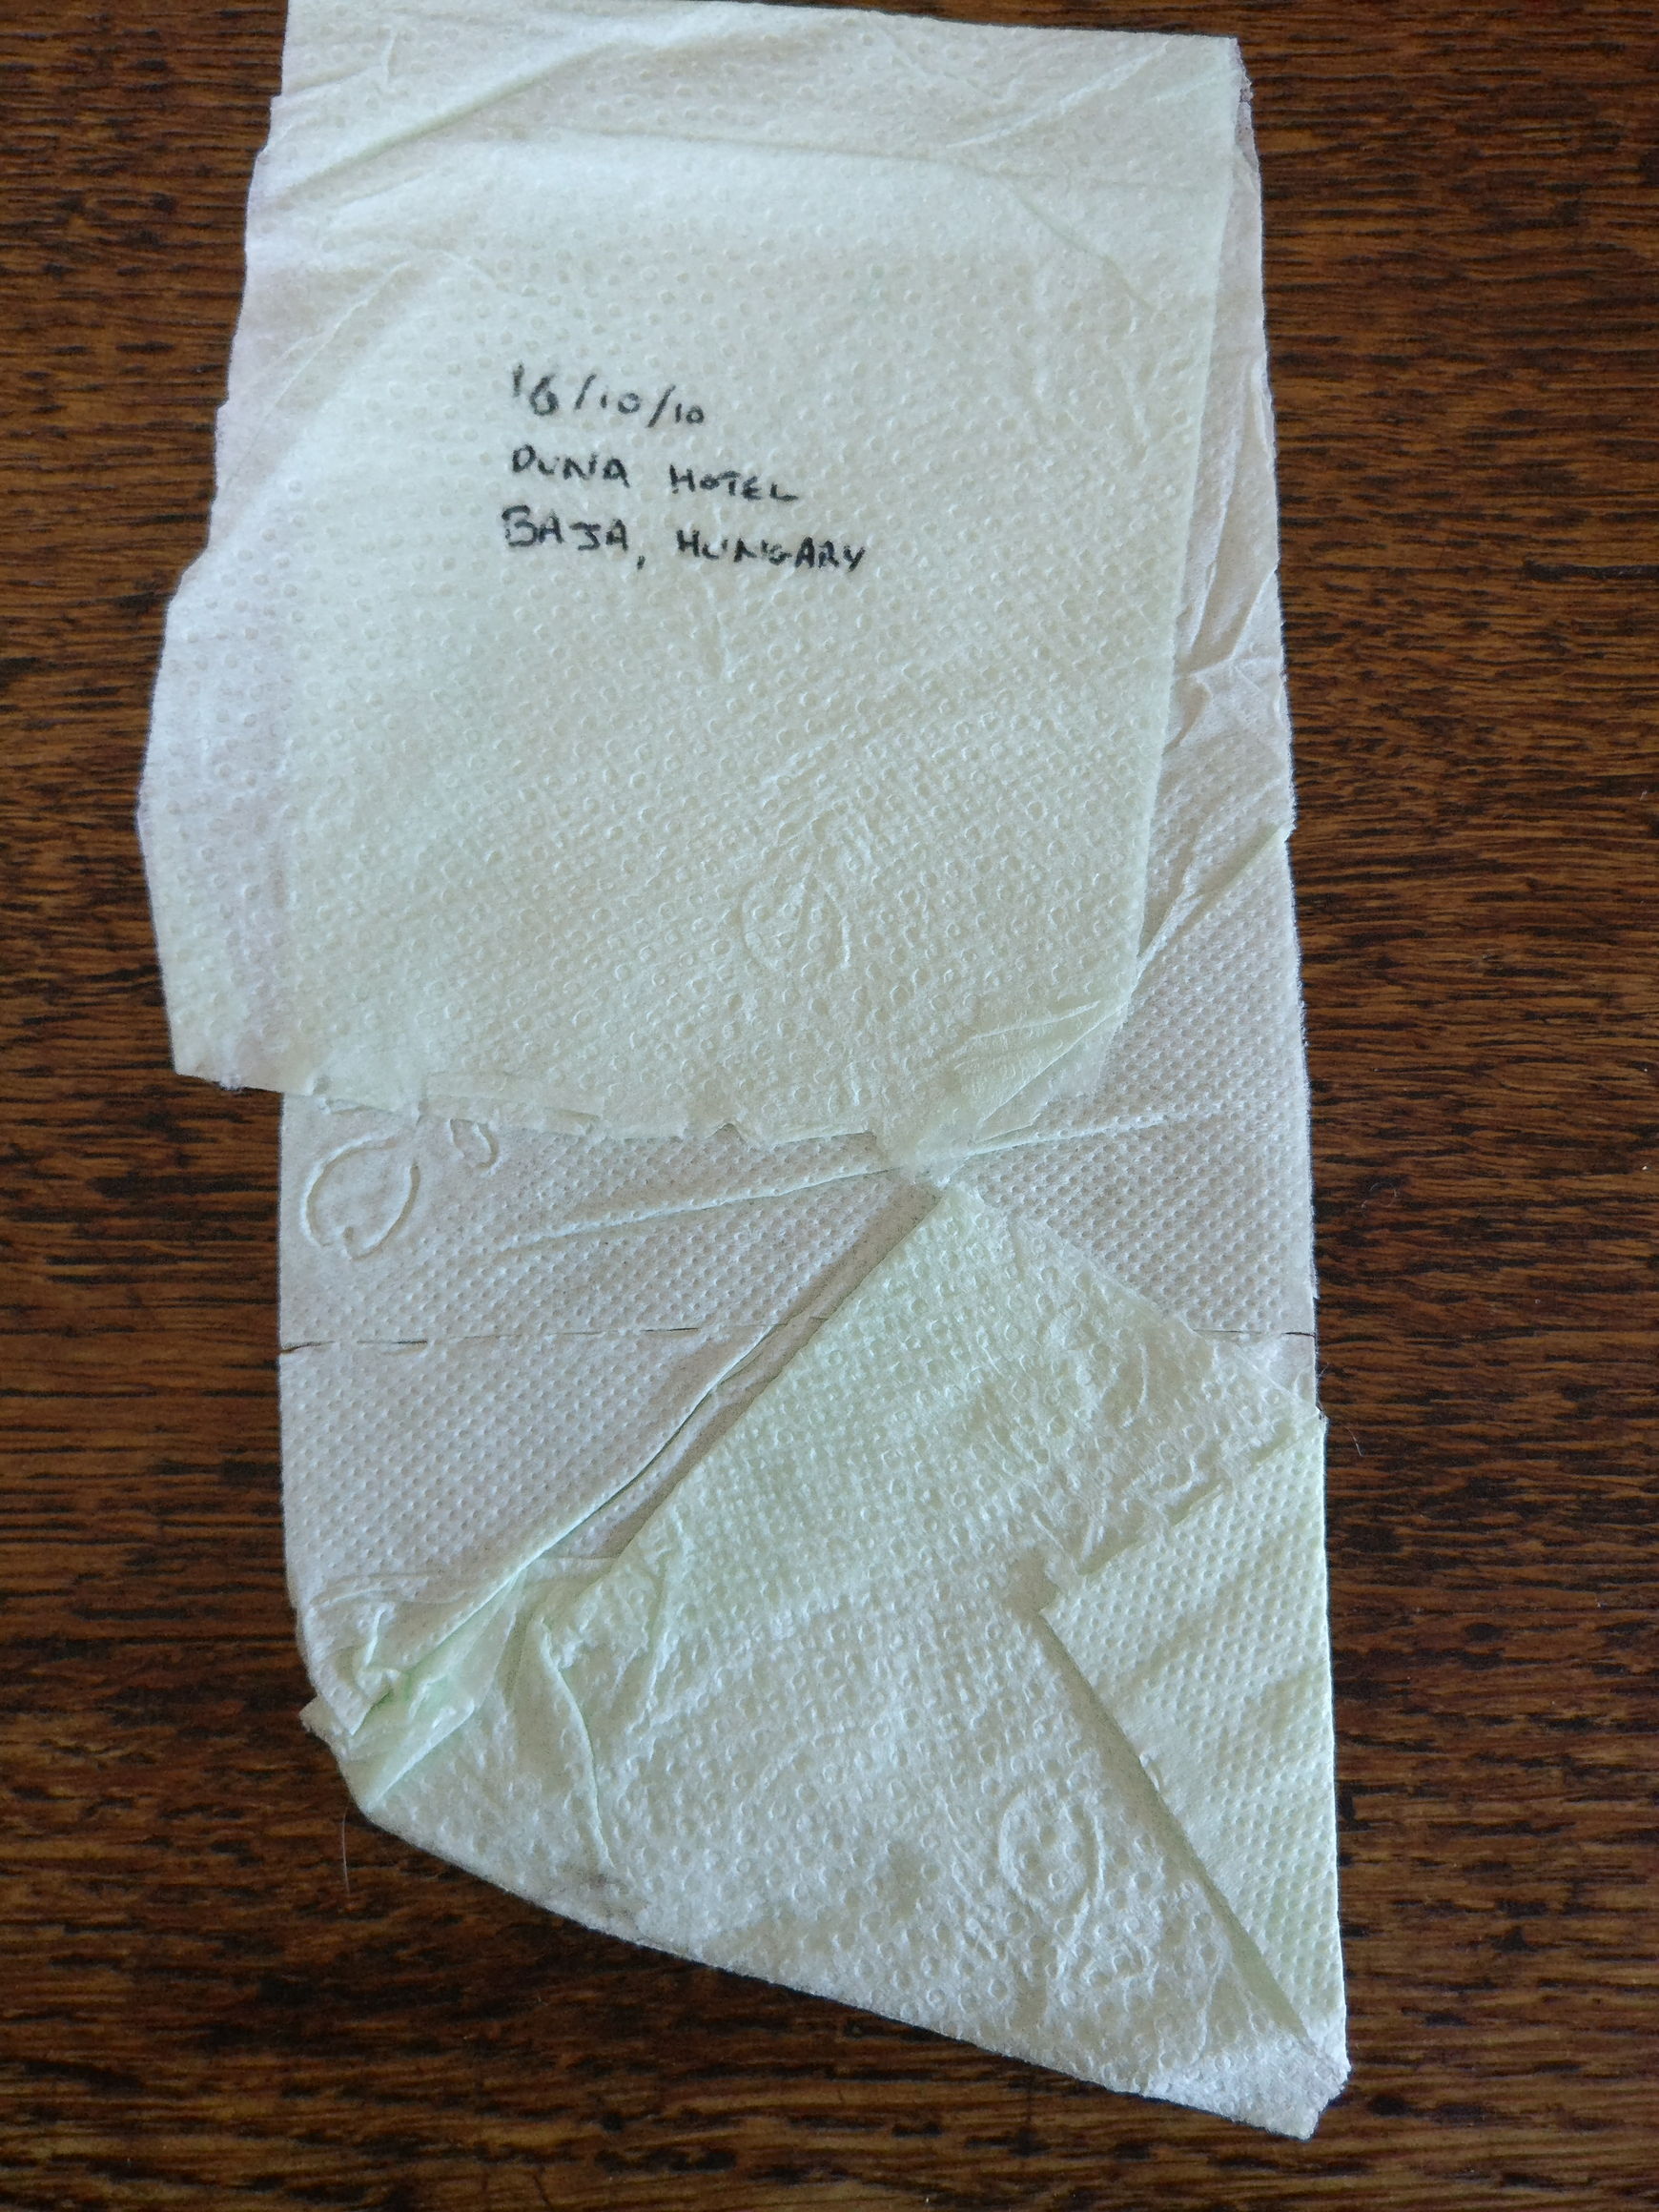 16/10/10
DUNA HOTEL
BAJA, HUNGARY